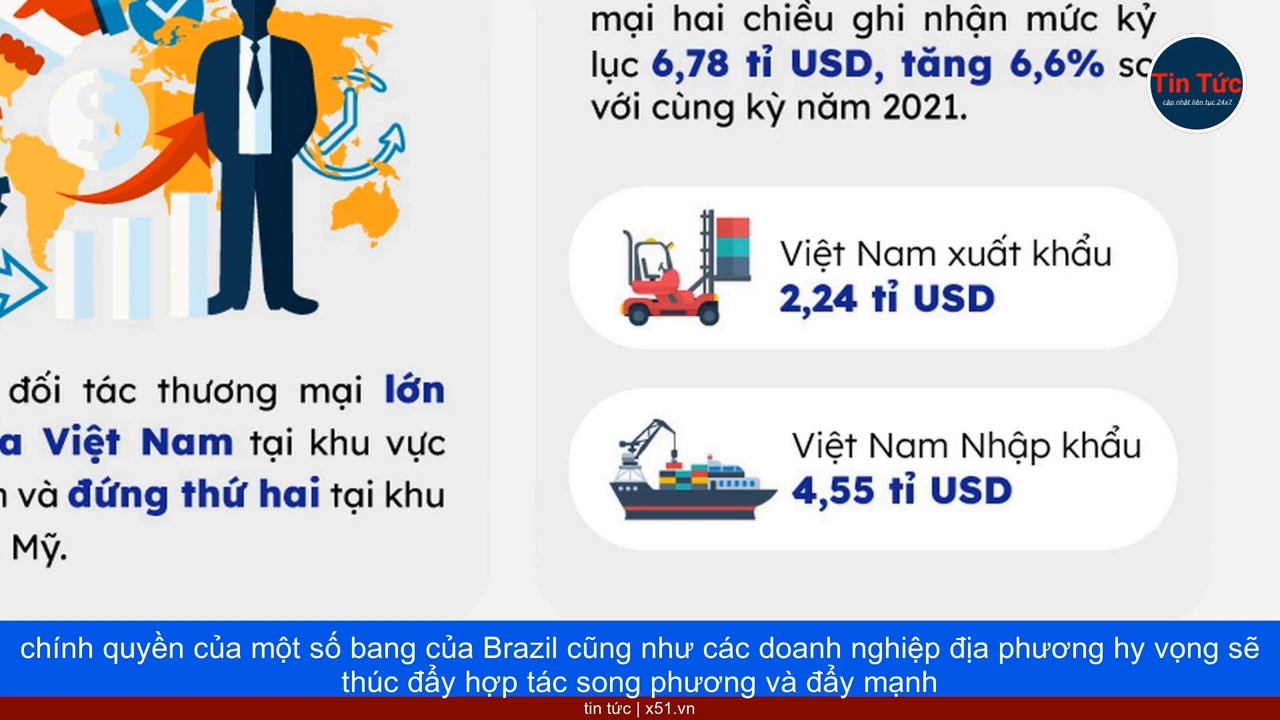 mại hai chiều ghi nhận mức kỷ
lục 6,78 tỉ USD, tăng 6,6% so
với cùng kỳ năm 2021.
Tin Tức
cập nhật liên tục 24x7
Việt Nam xuất khẩu
2,24 tỉ USD
Việt Nam Nhập khẩu
4,55 tỉ USD
đối tác thương mại lớn
a Việt Nam tại khu vực
và đứng thứ hai tại khu
Mỹ.
chính quyền của một số bang của Brazil cũng như các doanh nghiệp địa phương hy vọng sẽ
thúc đẩy hợp tác song phương và đẩy mạnh
tin tức | x51.vn